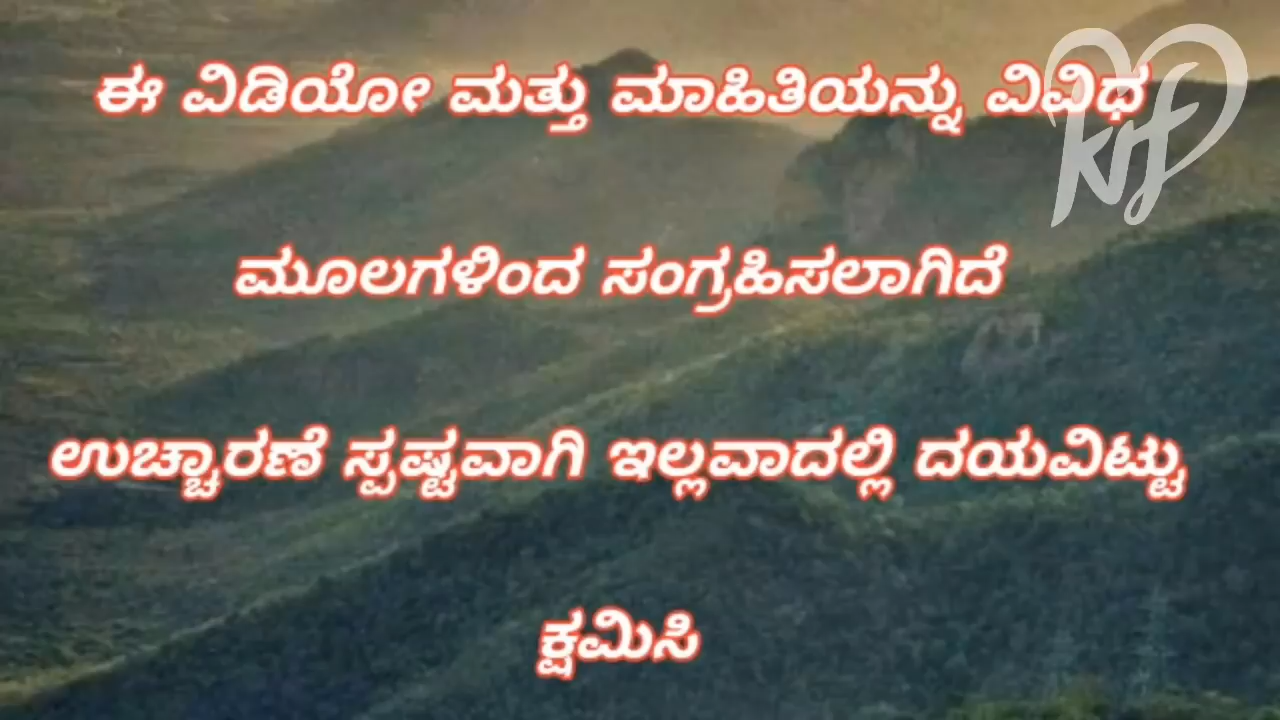 ಈ ವಿಡಿಯೋ ಮತ್ತು ಮಾಹಿತಿಯನ್ನು ವಿವಿಧ
ಮೂಲಗಳಿಂದ ಸಂಗ್ರಹಿಸಲಾಗಿದೆ
ಉಚ್ಚಾರಣೆ ಸ್ಪಷ್ಟವಾಗಿ ಇಲ್ಲವಾದಲ್ಲಿ ದಯವಿಟ್ಟು
ಕ್ಷಮಿಸಿ